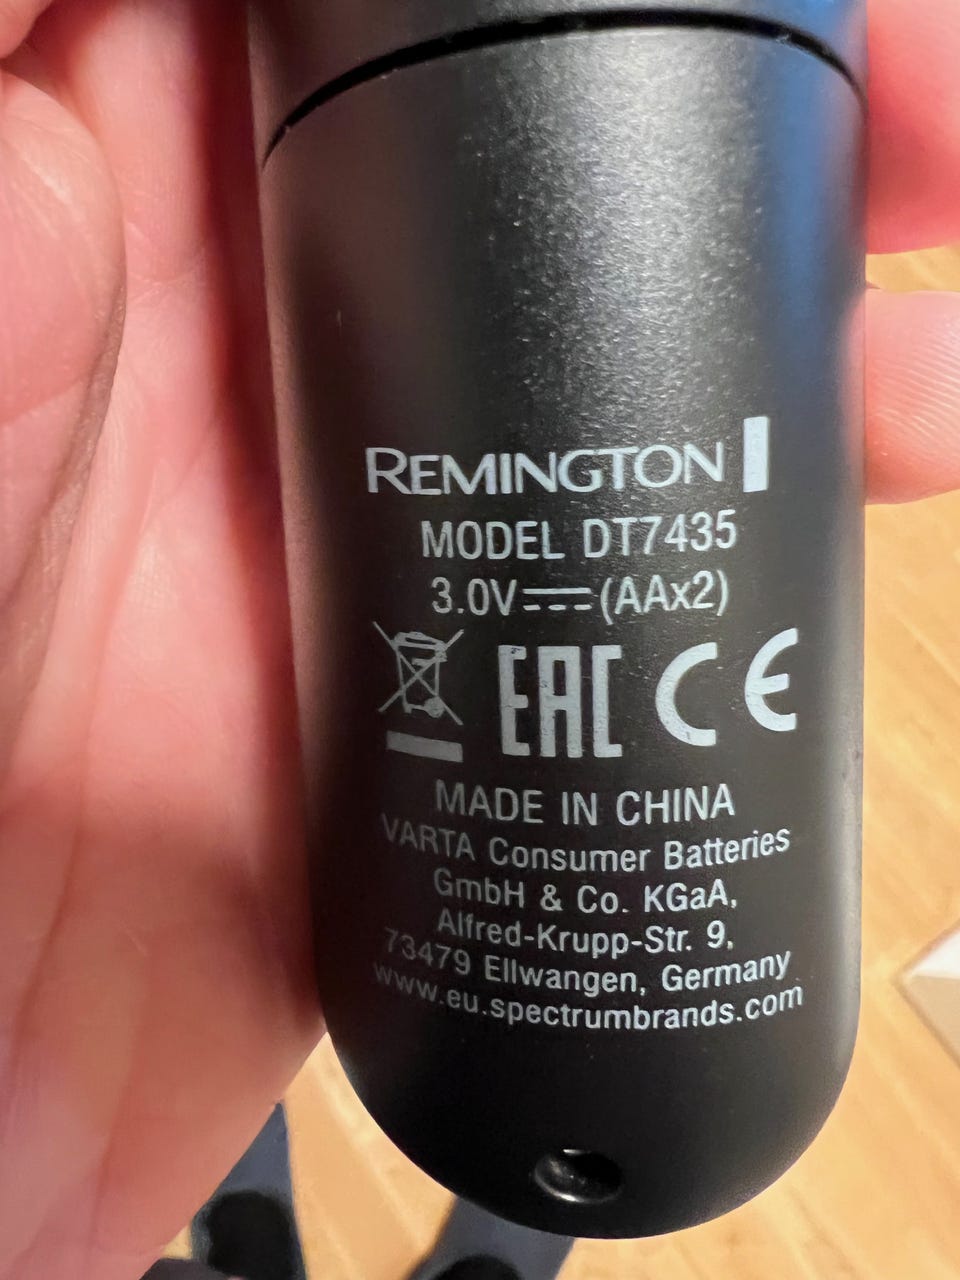 REMINGTON
MODEL DT7435
3.0V⎓(AAx2)
EAC CE
MADE IN CHINA
VARTA Consumer Batteries
GmbH & Co. KGaA,
Alfred-Krupp-Str. 9,
73479 Ellwangen, Germany
www.eu.spectrumbrands.com